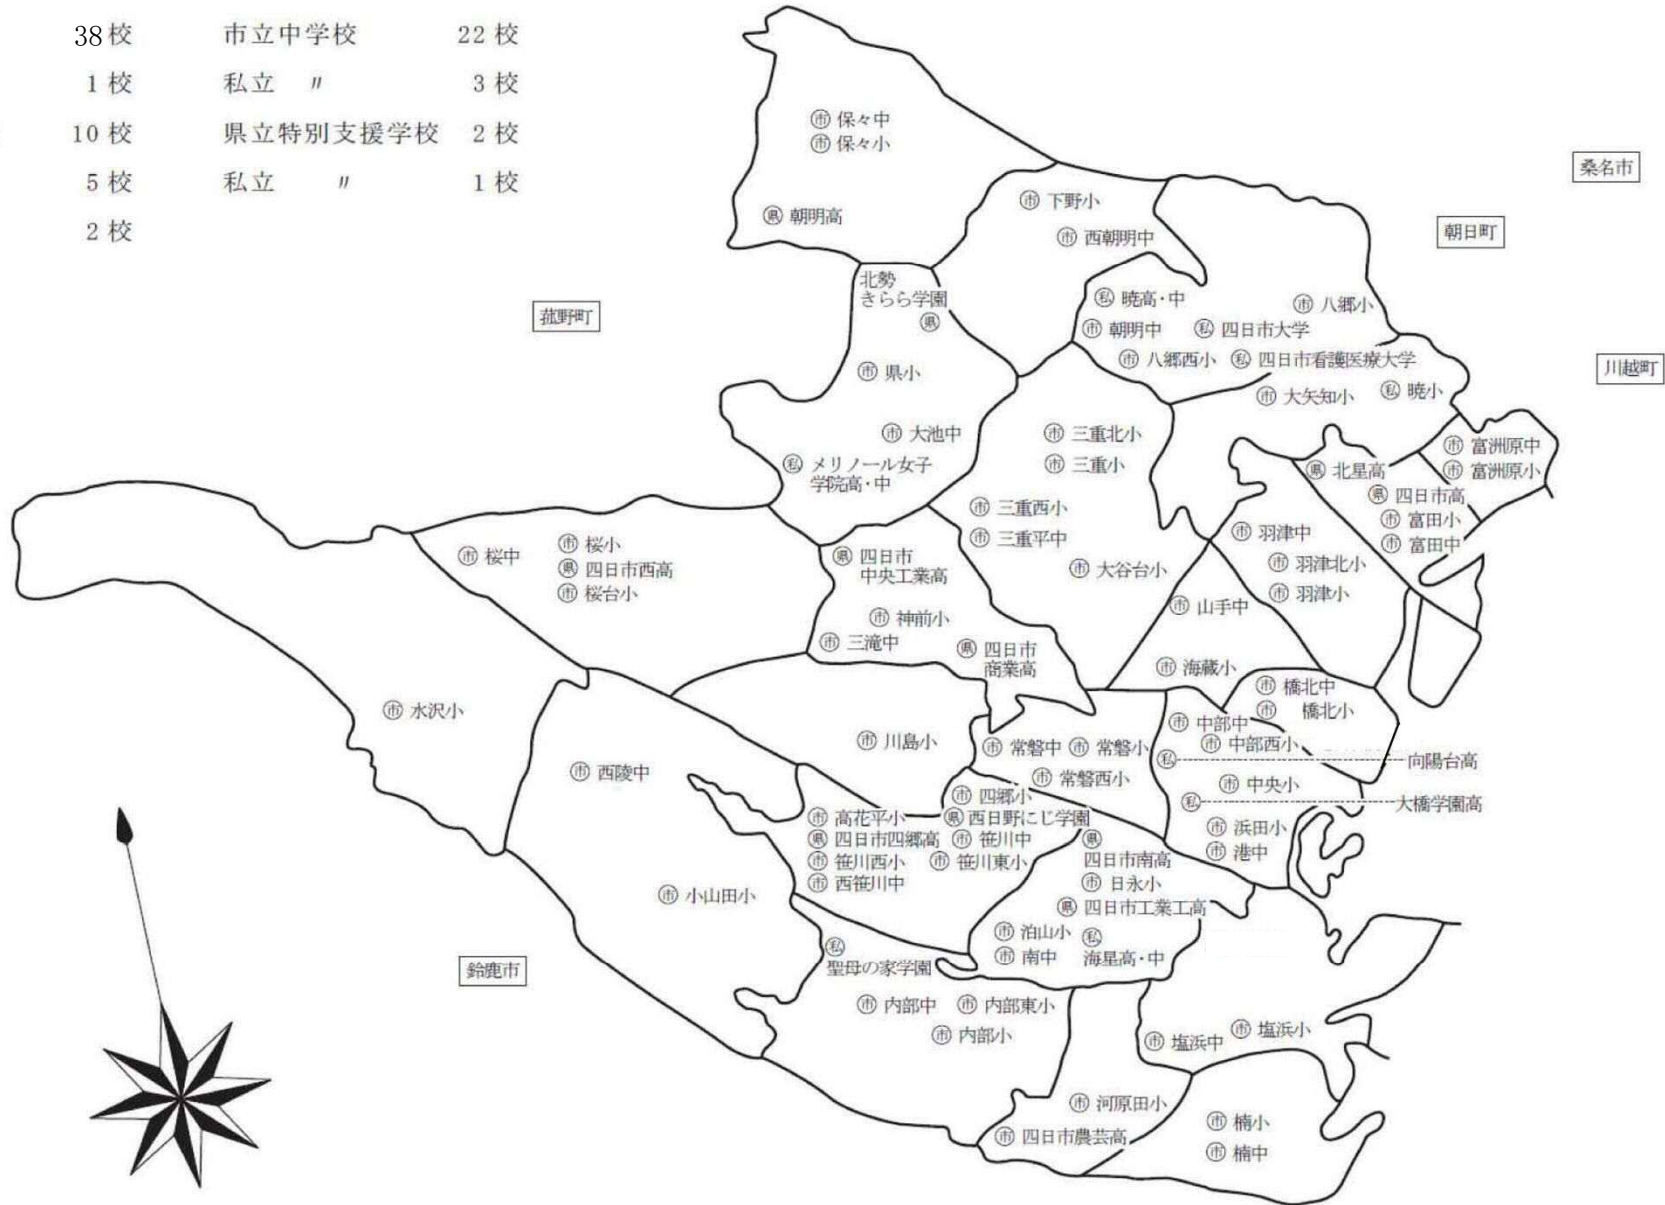 38校 市立中学校 22校
1校 私立 〃 3校
10校 県立特別支援学校 2校
5校 私立 〃 1校
2校
桑名市
朝日町
川越町
菰野町
鈴鹿市
�a市 保々中
市 保々小
県 朝明高
市 下野小
市 西朝明中
北勢
きらら学園
県
私 暁高・中
市 八郷小
市 朝明中
私 四日市大学
市 八郷西小
私 四日市看護医療大学
市 大矢知小
私 暁小
市 県小
市 大池中
私 メリノール女子
学院高・中
市 三重北小
市 三重小
市 三重西小
市 三重平中
市 大谷台小
市 富洲原中
市 富洲原小
県 北星高
県 四日市高
市 富田小
市 富田中
市 羽津中
市 羽津北小
市 羽津小
市 桜中
市 桜小
県 四日市西高
市 桜台小
県 四日市
中央工業高
市 神前小
市 三滝中
県 四日市
商業高
市 山手中
市 海蔵小
市 橋北中
市 橋北小
市 水沢小
市 西陵中
市 川島小
市 常磐中
市 常磐小
市 常磐西小
市 中部中
市 中部西小
私 向陽台高
市 中央小
私 大橋学園高
市 浜田小
市 港中
市 四郷小
市 高花平小
県 西日野にじ学園
県 四日市四郷高
市 笹川中
市 笹川西小
市 笹川東小
市 西笹川中
県
四日市南高
市 日永小
県 四日市工業工高
市 泊山小
私
市 南中
海星高・中
市 小山田小
私
聖母の家学園
市 内部中
市 内部東小
市 内部小
市 塩浜中
市 塩浜小
市 河原田小
市 四日市農芸高
市 楠小
市 楠中